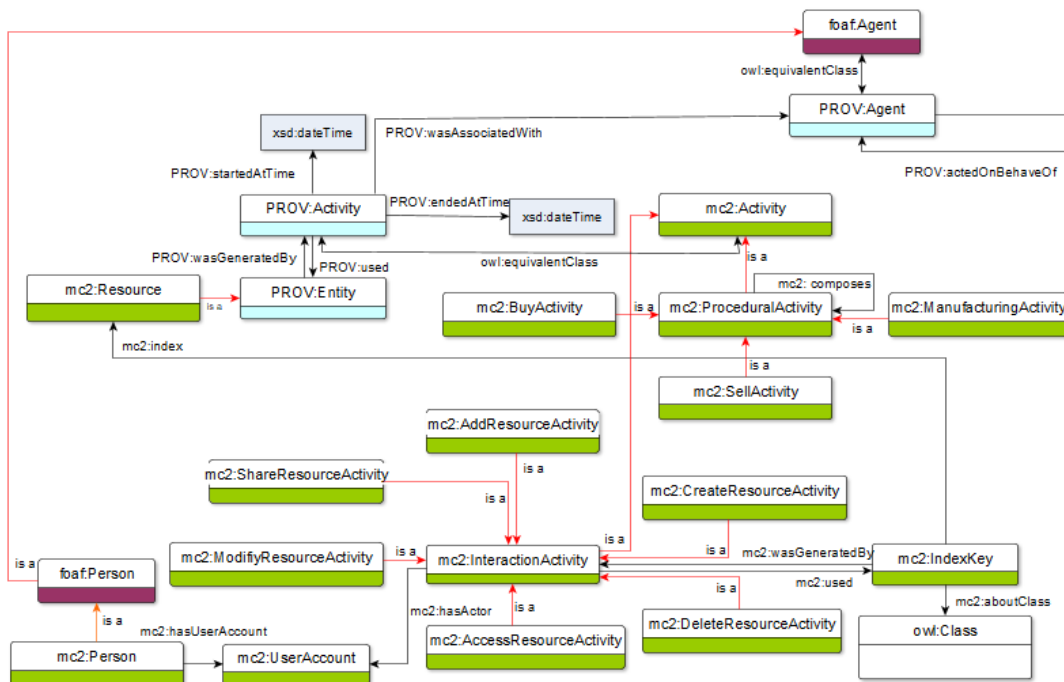 foaf:Agent
owl:equivalentClass
PROV:Agent
xsd:dateTime
PROV:wasAssociatedWith
PROV:startedAtTime
PROV:actedOnBehaveOf
PROV:Activity
PROV:endedAtTime
xsd:dateTime
mc2:Activity
PROV:wasGeneratedBy
PROV:used
owl:equivalentClass
is a
mc2: composes
mc2:Resource
is a
PROV:Entity
mc2:BuyActivity
is a
mc2:ProceduralActivity
is a
mc2:ManufacturingActivity
mc2:index
is a
mc2:SellActivity
mc2:AddResourceActivity
is a
mc2:ShareResourceActivity
is a
mc2:CreateResourceActivity
is a
mc2:ModifiyResourceActivity
is a
mc2:InteractionActivity
is a
mc2:wasGeneratedBy
mc2:IndexKey
mc2:used
is a
foaf:Person
is a
mc2:hasActor
is a
mc2:aboutClass
is a
mc2:hasUserAccount
mc2:AccessResourceActivity
mc2:DeleteResourceActivity
owl:Class
mc2:Person
mc2:UserAccount